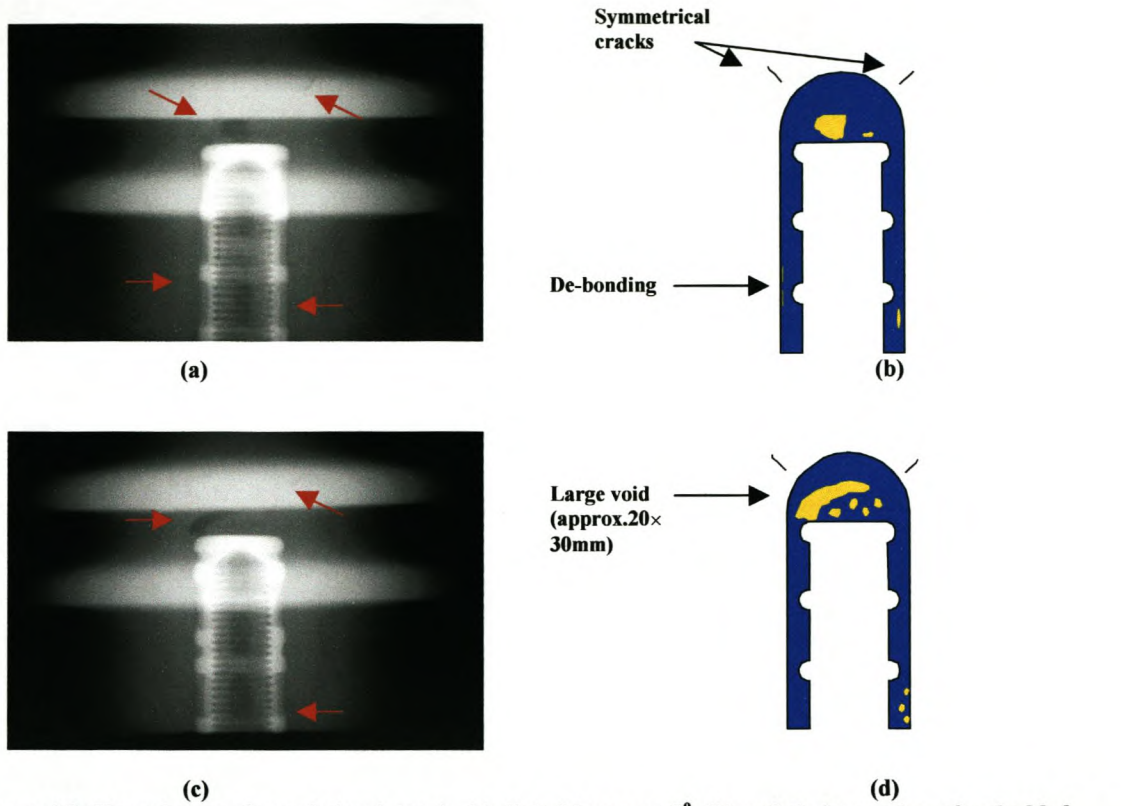 Symmetrical
cracks
De-bonding
(a)
(b)
Large void
(approx.20×
30mm)
(c)
(d)